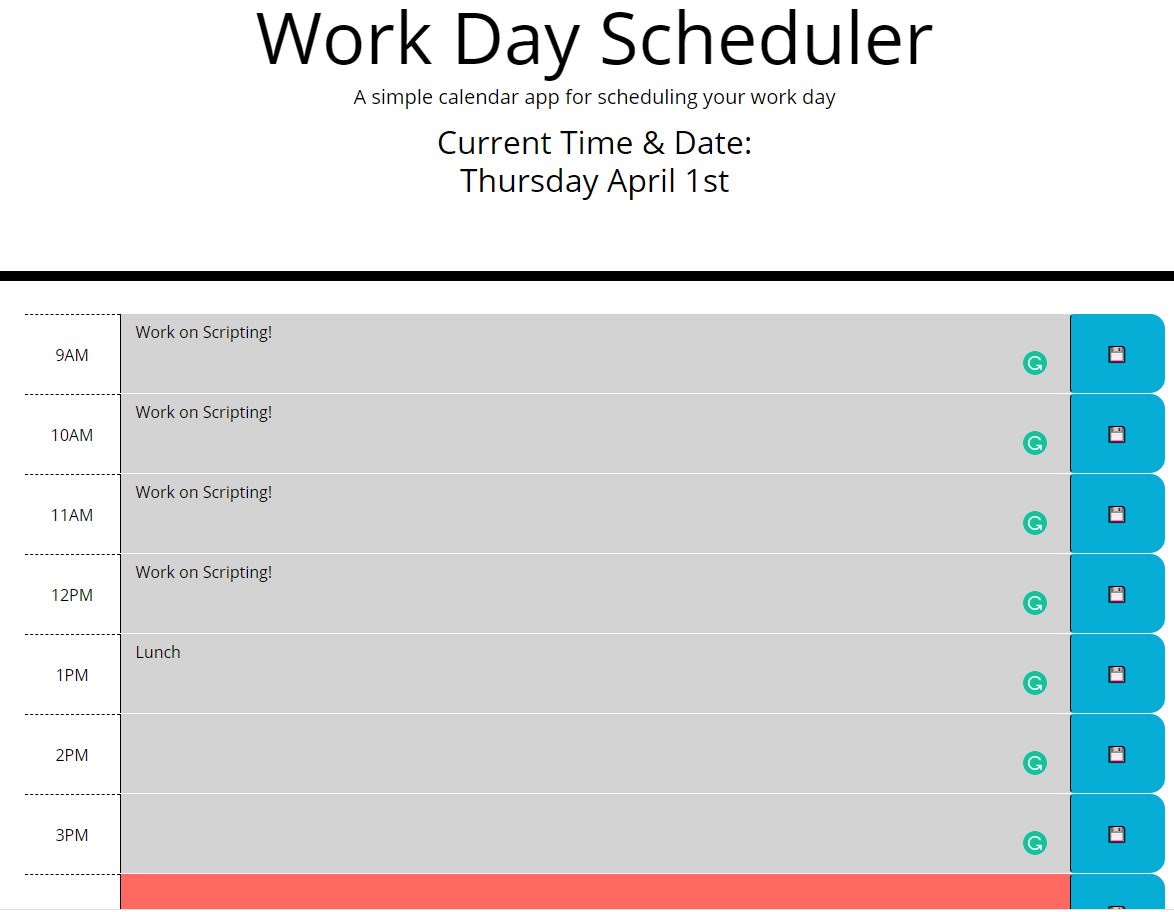 Work Day Scheduler
A simple calendar app for scheduling your work day
Current Time & Date:
Thursday April 1st
9AM
Work on Scripting!
10AM
Work on Scripting!
11AM
Work on Scripting!
12PM
Work on Scripting!
1PM
Lunch
2PM
3PM